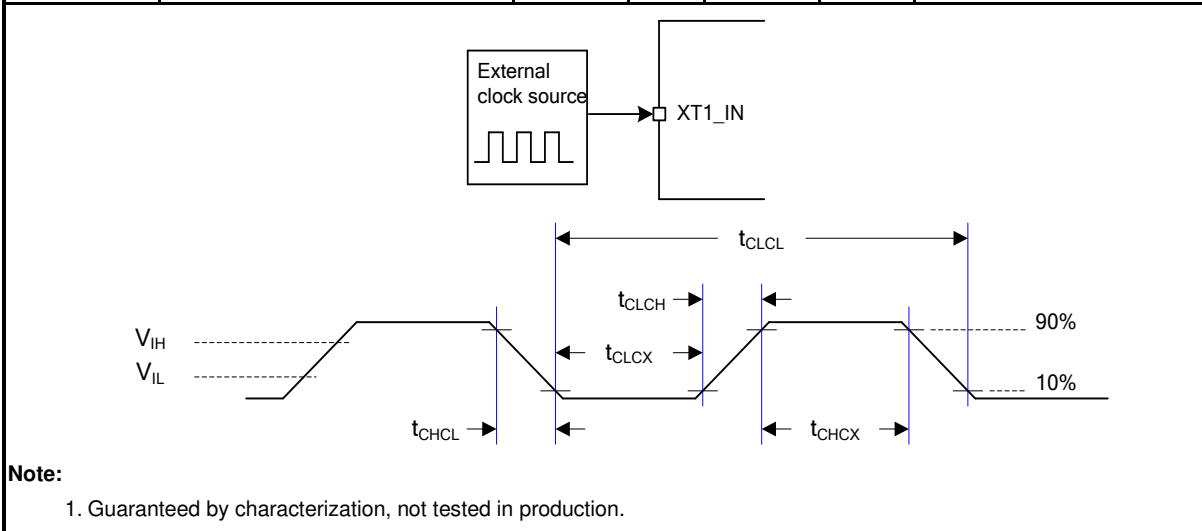 External
clock source
XT1_IN
tCLCL
tCLCH
VIH
90%
tCLCX
VIL
10%
tCHCL
tCHCX
Note:
1. Guaranteed by characterization, not tested in production.